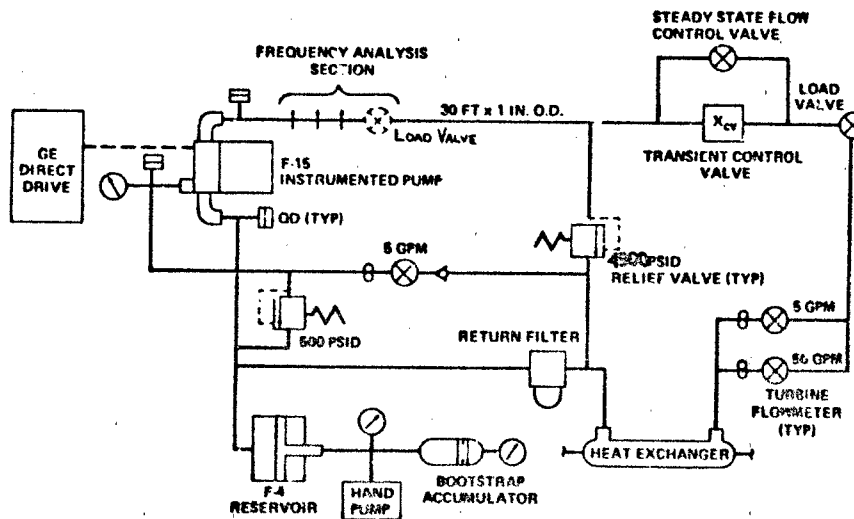 STEADY STATE FLOW
CONTROL VALVE
FREQUENCY ANALYSIS
SECTION
LOAD
VALVE
30 FT x 1 IN. O.D.
LOAD VALVE
XCV
TRANSIENT CONTROL
VALVE
GE
DIRECT
DRIVE
F-15
INSTRUMENTED PUMP
QD (TYP)
5 GPM
PSID
RELIEF VALVE (TYP)
500 PSID
RETURN FILTER
5 GPM
50 GPM
TURBINE
FLOWMETER
(TYP)
HEAT EXCHANGER
F-4
RESERVOIR
HAND
PUMP
BOOTSTRAP
ACCUMULATOR